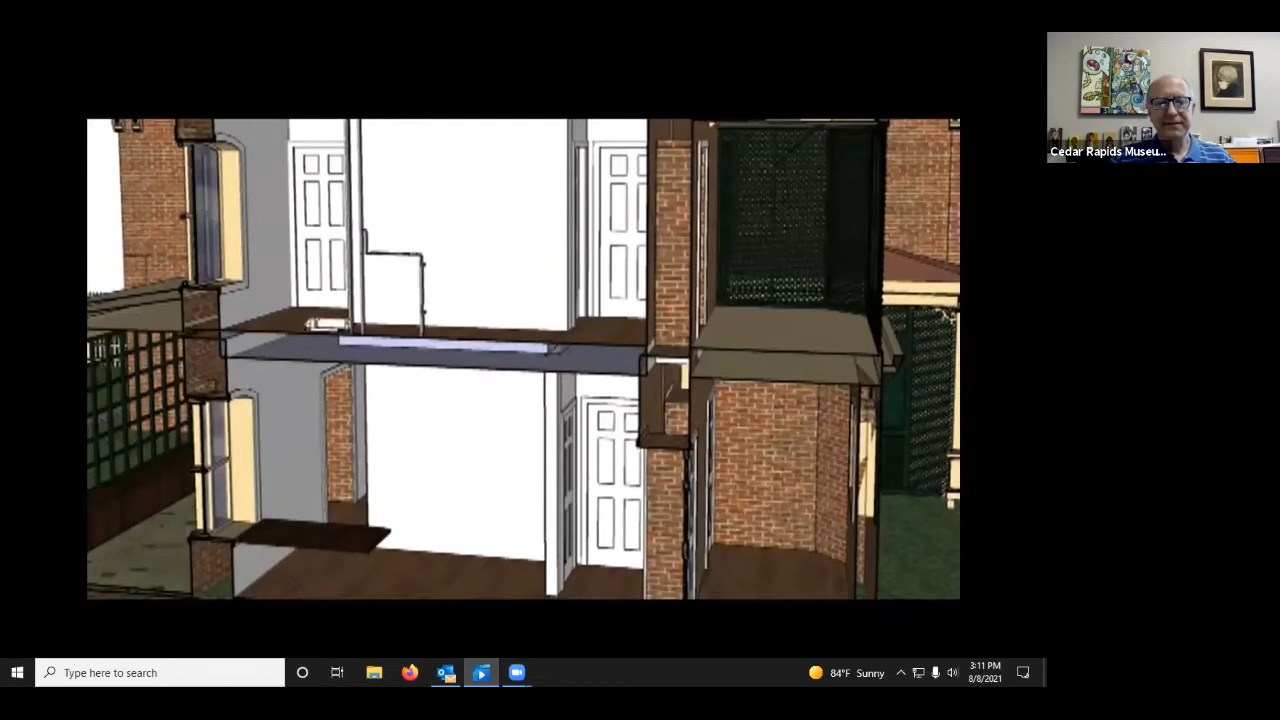 Cedar Rapids Museu...
Type here to search
84°F Sunny
3:11 PM
8/8/2021